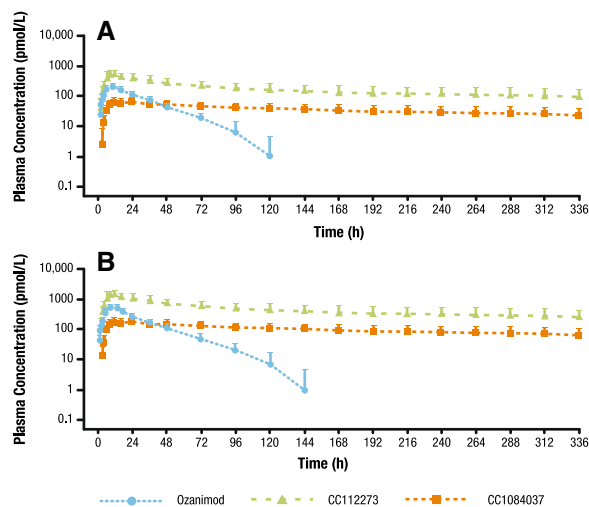 A
Plasma Concentration (pmol/L)
10,000
1000
100
10
1
0.1
0 24 48 72 96 120 144 168 192 216 240 264 288 312 336
Time (h)
B
Plasma Concentration (pmol/L)
10,000
1000
100
10
1
0.1
0 24 48 72 96 120 144 168 192 216 240 264 288 312 336
Time (h)
Ozanimod CC112273 CC1084037